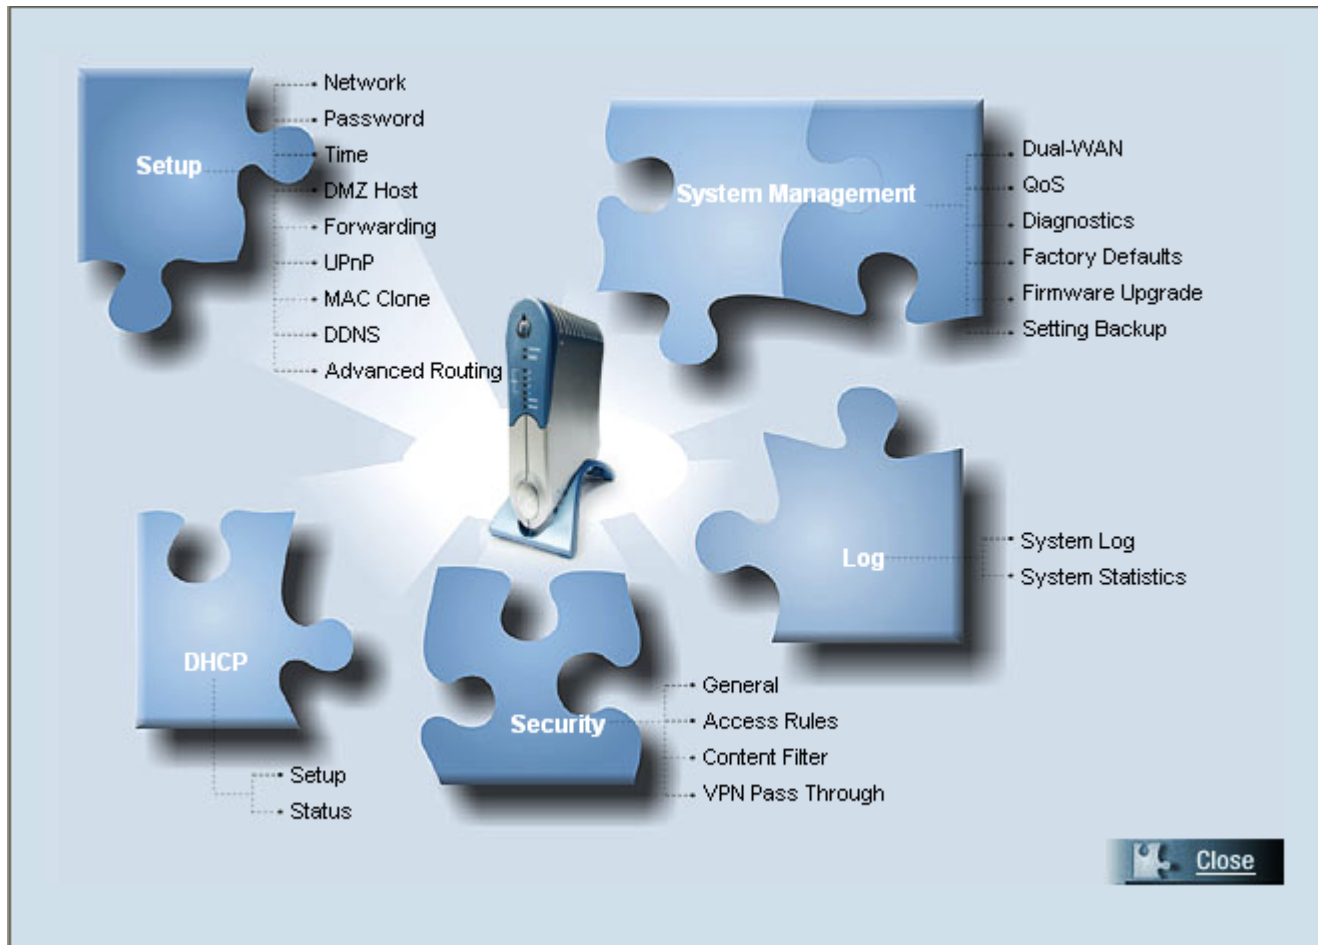 Setup
Network
Password
Time
DMZ Host
Forwarding
UPnP
MAC Clone
DDNS
Advanced Routing
System Management
Dual-WAN
QoS
Diagnostics
Factory Defaults
Firmware Upgrade
Setting Backup
Log
System Log
System Statistics
DHCP
Setup
Status
Security
General
Access Rules
Content Filter
VPN Pass Through
Close